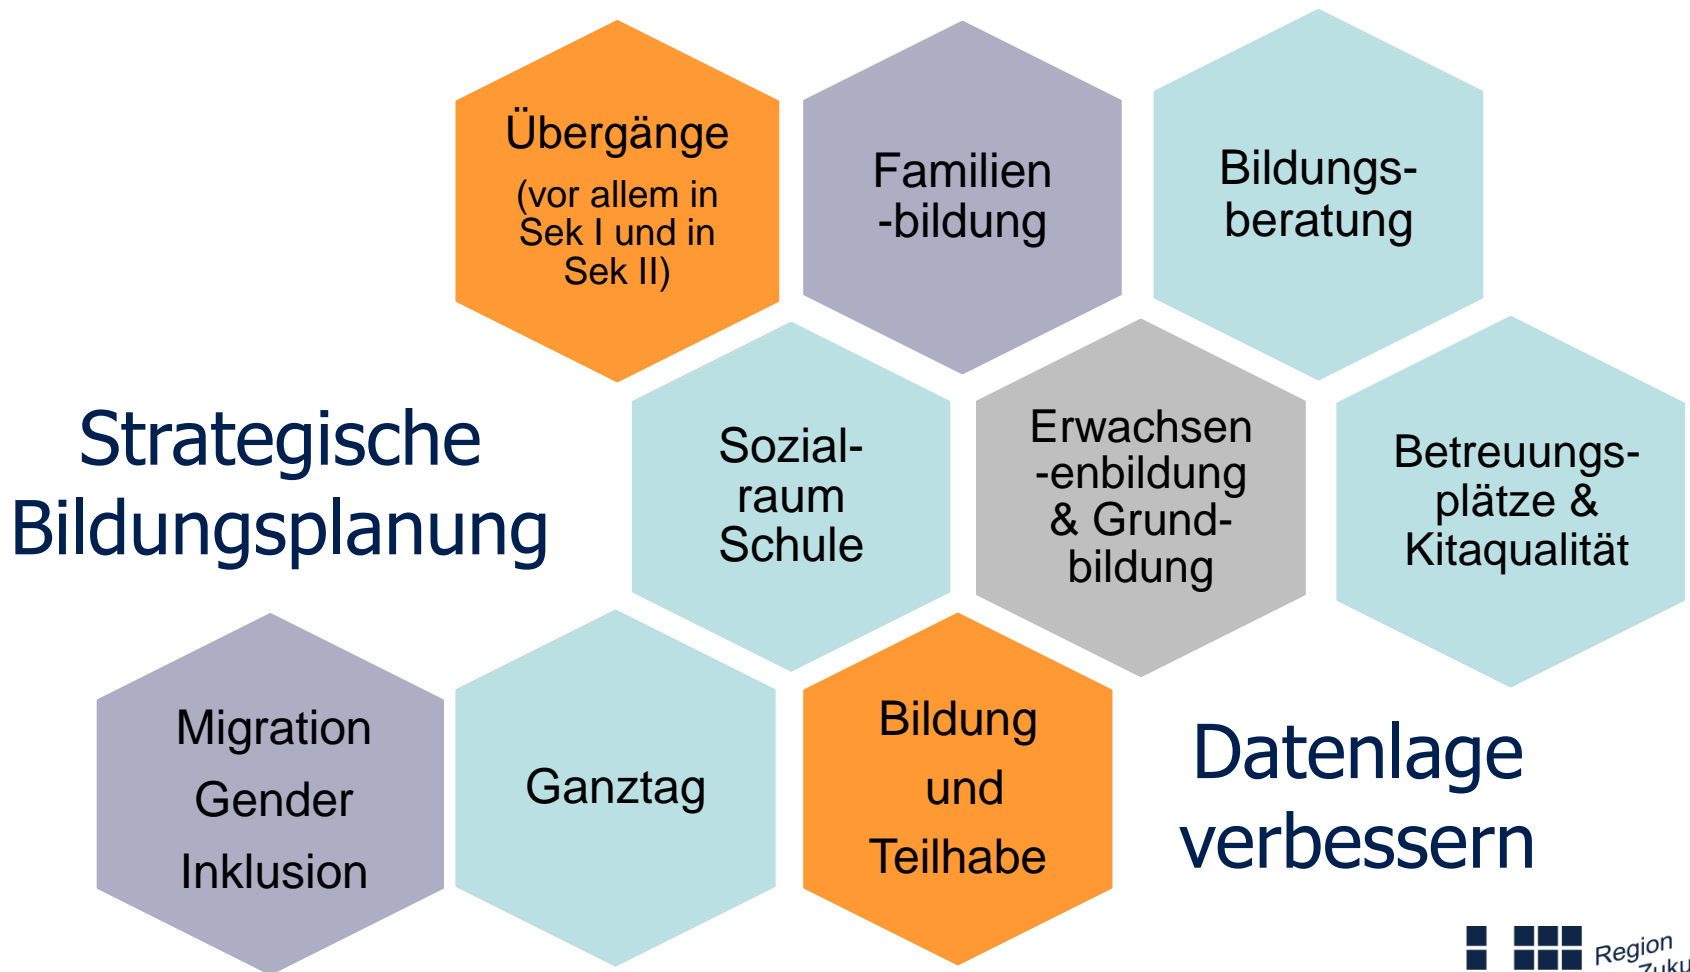 Übergänge
(vor allem in
Sek I und in
Sek II)
Familien
-bildung
Bildungs-
beratung
Strategische
Bildungsplanung
Sozial-
raum
Schule
Erwachsen
-enbildung
& Grund-
bildung
Betreuungs-
plätze &
Kitaqualität
Migration
Gender
Inklusion
Ganztag
Bildung
und
Teilhabe
Datenlage
verbessern
Region